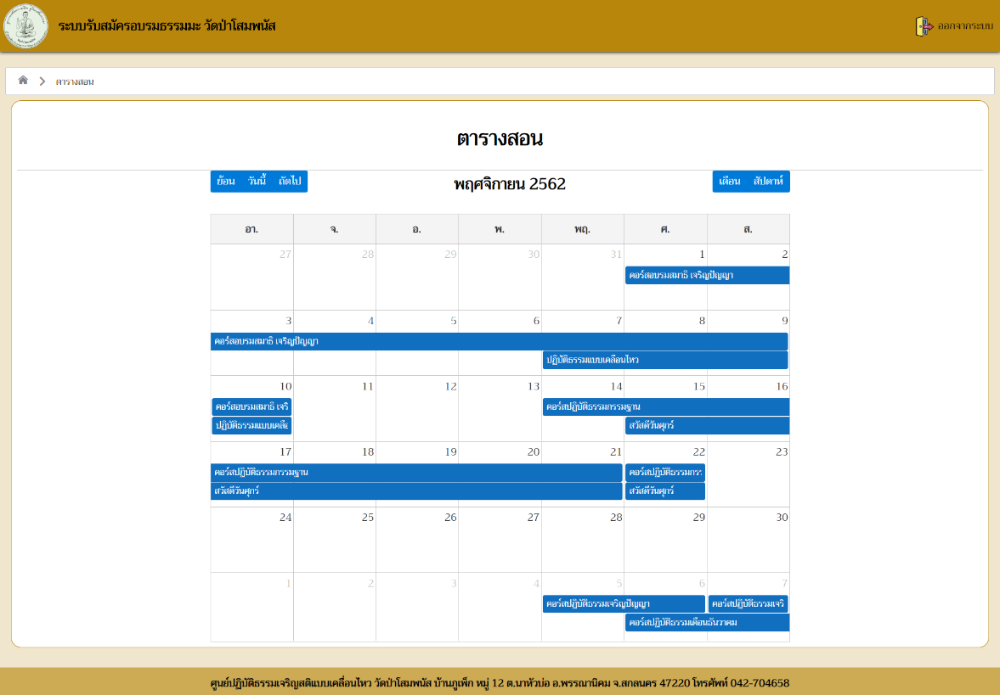 ระบบรับสมัครอบรมธรรมมะ วัดป่าโสมพนัส
ออกจากระบบ
ตารางสอน
ตารางสอน
ย้อน วันนี้ ถัดไป
พฤศจิกายน 2562
เดือน สัปดาห์
อา. จ. อ. พ. พฤ. ศ. ส.
27 28 29 30 31 1 2
คอร์สอบรมสมาธิ เจริญปัญญา
3 4 5 6 7 8 9
คอร์สอบรมสมาธิ เจริญปัญญา
ปฏิบัติธรรมแบบเคลือนไหว
10 11 12 13 14 15 16
คอร์สอบรมสมาธิ เจริ คอร์สปฏิบัติธรรมกรรมฐาน
ปฏิบัติธรรมแบบเคลือ สวัสดีวันศุกร์
17 18 19 20 21 22 23
คอร์สปฏิบัติธรรมกรรมฐาน คอร์สปฏิบัติธรรมกรร
สวัสดีวันศุกร์ สวัสดีวันศุกร์
24 25 26 27 28 29 30
1 2 3 4 5 6 7
คอร์สปฏิบัติธรรมเจริญปัญญา คอร์สปฏิบัติธรรมเจริ
คอร์สปฏิบัติธรรมเดือนธันวาคม
ศูนย์ปฏิบัติธรรมเจริญสติแบบเคลื่อนไหว วัดป่าโสมพนัส บ้านภูเพ็ก หมู่ 12 ต.นาหัวบ่อ อ.พรรณานิคม จ.สกลนคร 47220 โทรศัพท์ 042-704658